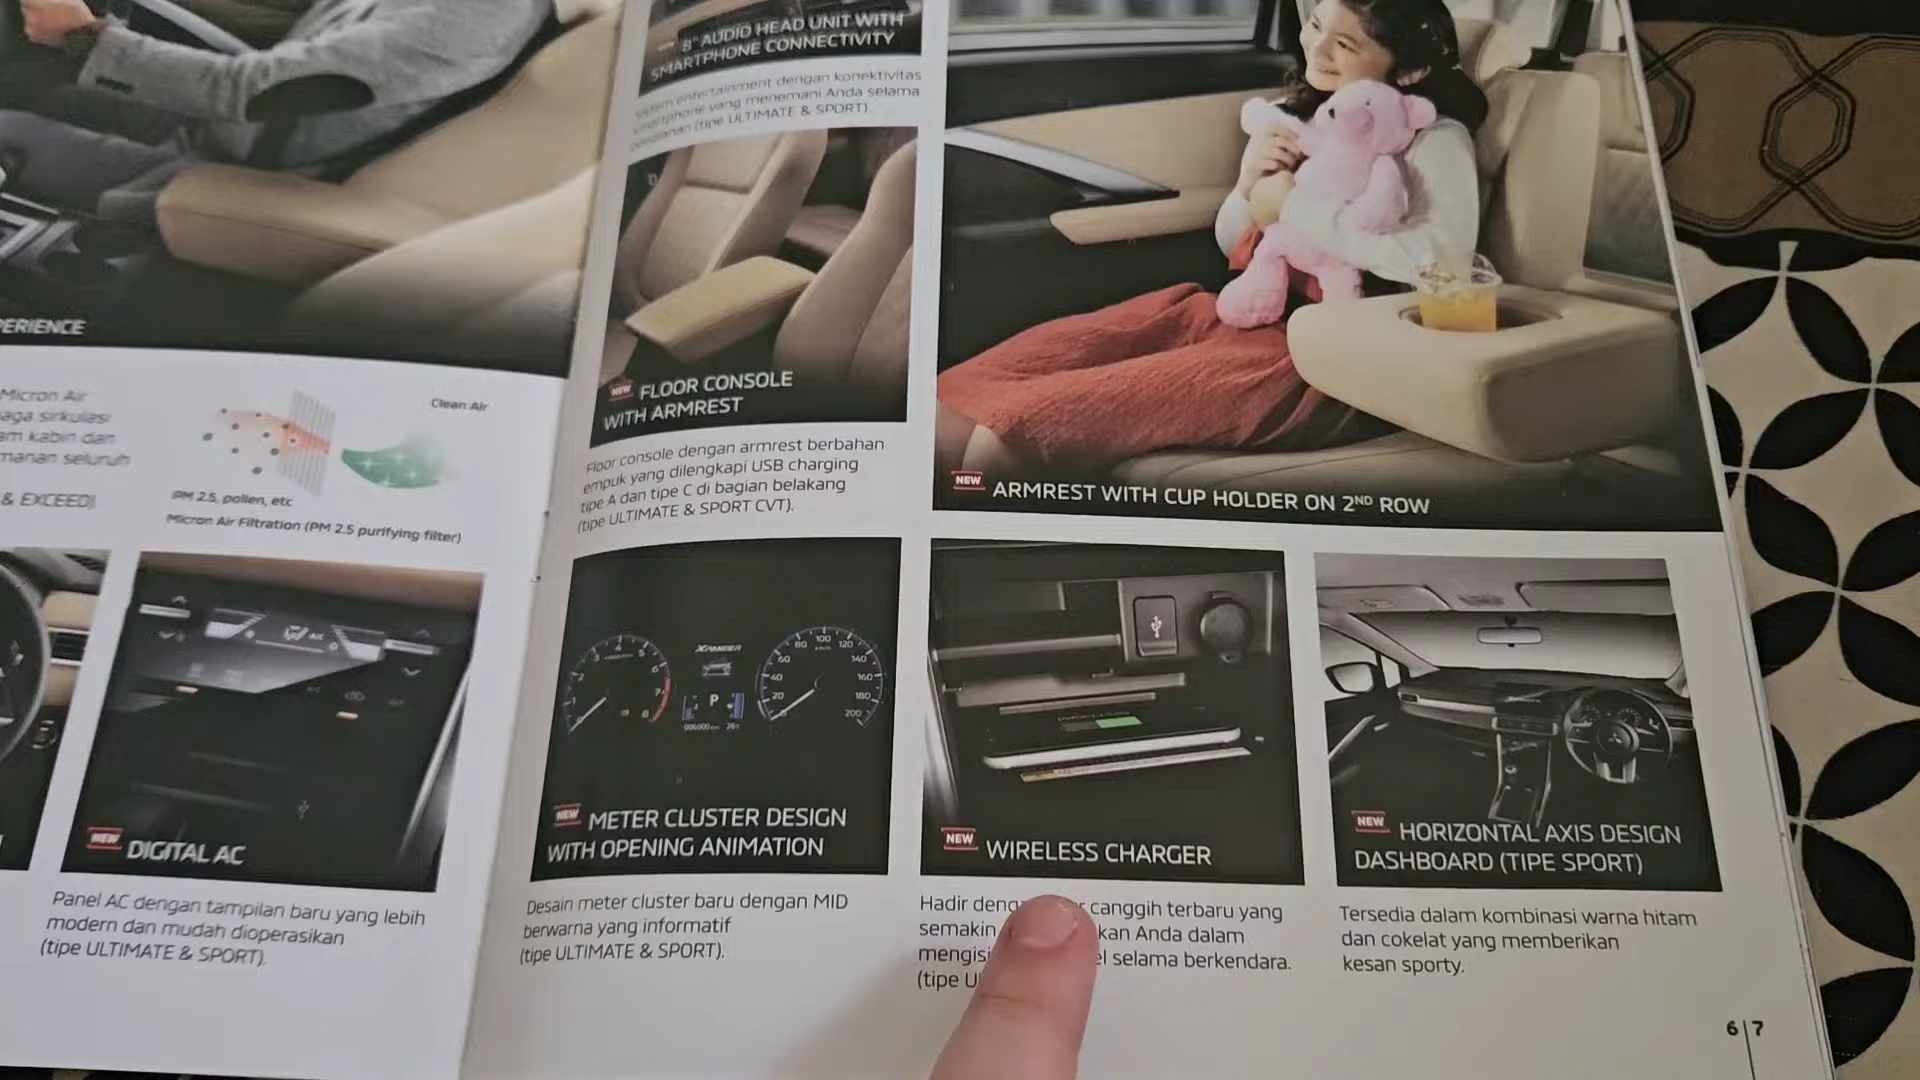 PERIENCE
Micron Air
aga sirkulasi
am kabin dan
manan seluruh
& EXCEED)
Clean Air
PM 2.5, pollen, etc
Micron Air Filtration (PM 2.5 purifying filter)
NEW DIGITAL AC
Panel AC dengan tampilan baru yang lebih
modern dan mudah dioperasikan
(tipe ULTIMATE & SPORT).
8" AUDIO HEAD UNIT WITH
SMARTPHONE CONNECTIVITY
Sistem entertainment dengan konektivitas
smartphone yang menemani Anda selama
perjalanan (tipe ULTIMATE & SPORT).
NEW FLOOR CONSOLE
WITH ARMREST
Floor console dengan armrest berbahan
empuk yang dilengkapi USB charging
tipe A dan tipe C di bagian belakang
(tipe ULTIMATE & SPORT CVT).
NEW ARMREST WITH CUP HOLDER ON 2ND ROW
XPANDER
P
NEW METER CLUSTER DESIGN
WITH OPENING ANIMATION
Desain meter cluster baru dengan MID
berwarna yang informatif
(tipe ULTIMATE & SPORT).
NEW WIRELESS CHARGER
Hadir canggih terbaru yang
semakin kan Anda dalam
mengisi selama berkendara.
(tipe U
NEW HORIZONTAL AXIS DESIGN
DASHBOARD (TIPE SPORT)
Tersedia dalam kombinasi warna hitam
dan cokelat yang memberikan
kesan sporty.
6|7